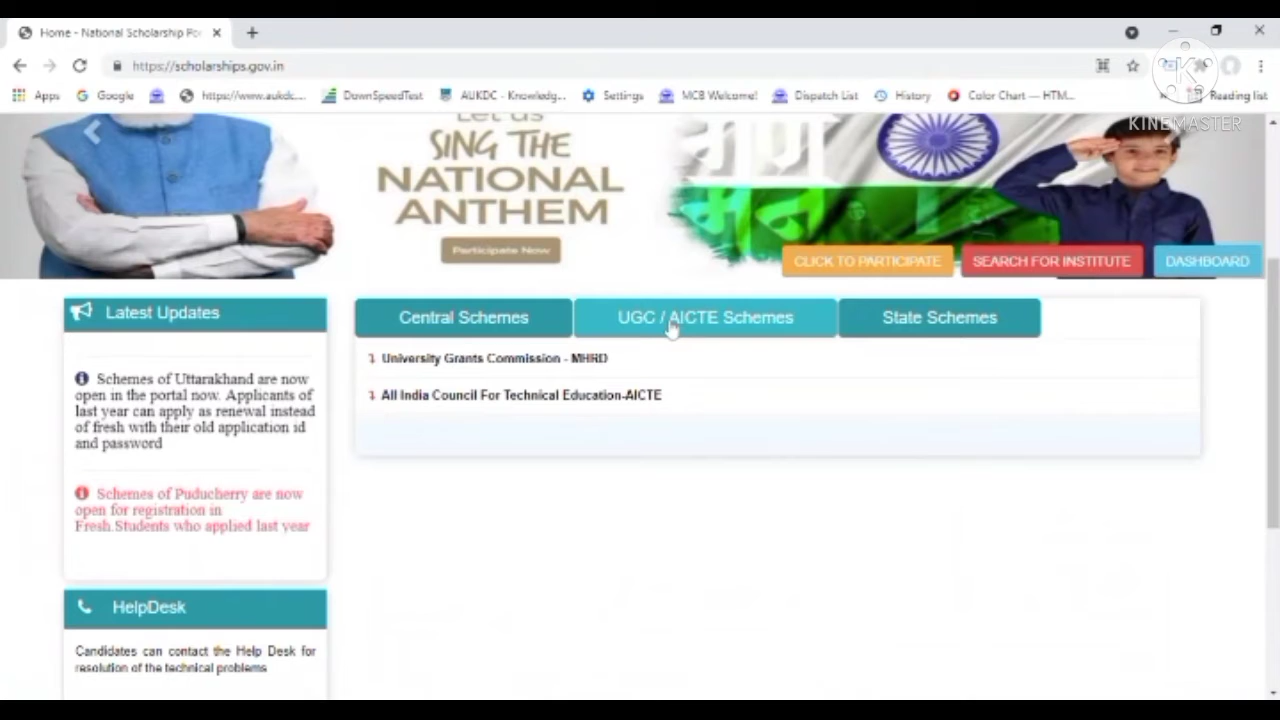 Home - National Scholarship Por
https://scholarships.gov.in
KINEMASTER
Apps
Google
https://www.aukdc....
DownSpeedTest
AUKDC - Knowledg...
Settings
MCB Welcome!
Dispatch List
History
Color Chart — HTM...
Reading list
Let us
SING THE
NATIONAL
ANTHEM
Participate Now
CLICK TO PARTICIPATE
SEARCH FOR INSTITUTE
DASHBOARD
Latest Updates
Schemes of Uttarakhand are now
open in the portal now. Applicants of
last year can apply as renewal instead
of fresh with their old application id
and password
Schemes of Puducherry are now
open for registration in
Fresh.Students who applied last year
HelpDesk
Candidates can contact the Help Desk for
resolution of the technical problems
Central Schemes
UGC / AICTE Schemes
State Schemes
University Grants Commission - MHRD
All India Council For Technical Education-AICTE